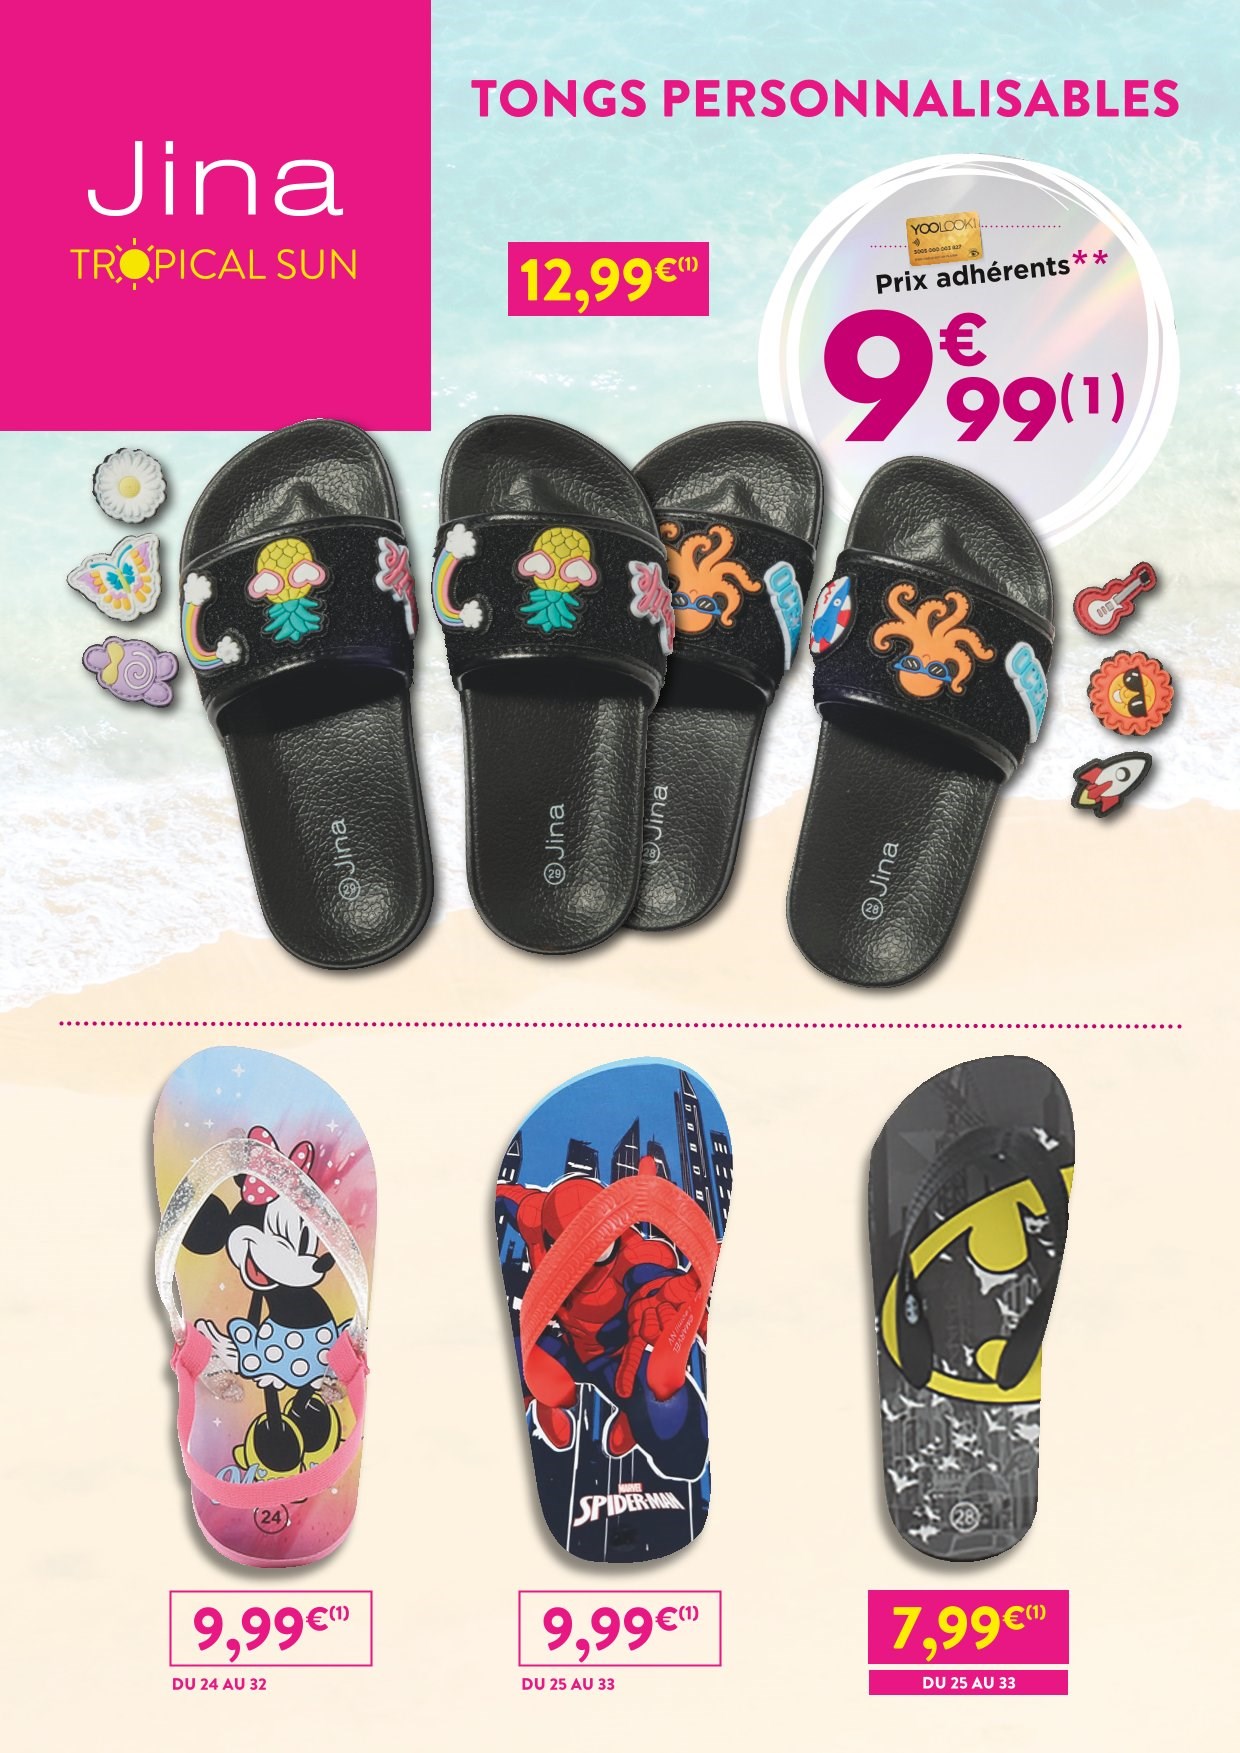 Jina
TROPICAL SUN
TONGS PERSONNALISABLES
12,99€(1)
YOOLOOK!
Prix adhérents**
9€99(1)
29 Jina
29 Jina
28 Jina
28 Jina
24
MARVEL
SPIDER-MAN
28
9,99€(1)
DU 24 AU 32
9,99€(1)
DU 25 AU 33
7,99€(1)
DU 25 AU 33